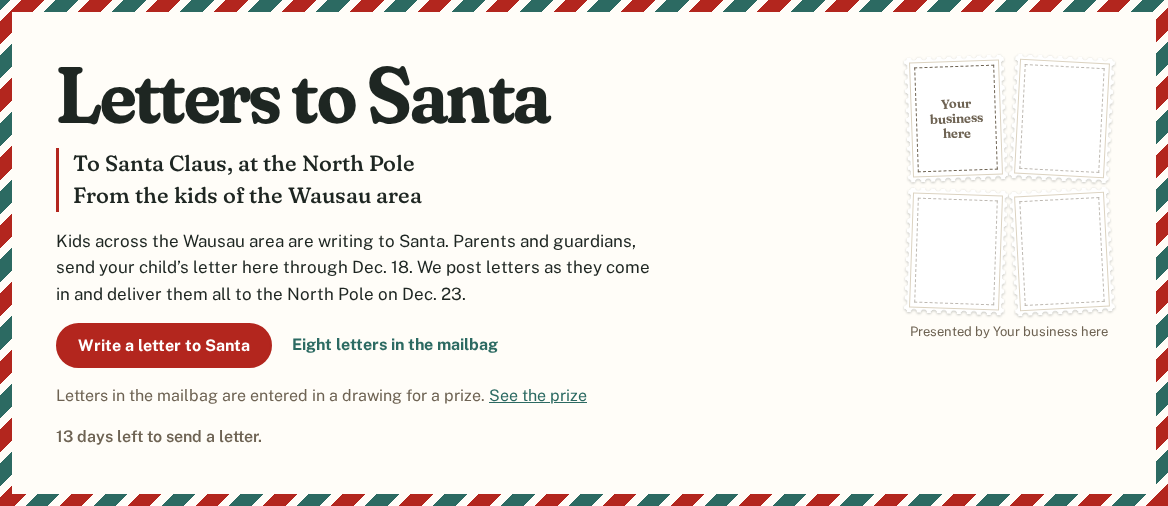 Letters to Santa
To Santa Claus, at the North Pole
From the kids of the Wausau area
Kids across the Wausau area are writing to Santa. Parents and guardians,
send your child’s letter here through Dec. 18. We post letters as they come
in and deliver them all to the North Pole on Dec. 23.
Write a letter to Santa
Eight letters in the mailbag
Letters in the mailbag are entered in a drawing for a prize. See the prize
13 days left to send a letter.
Your
business
here
Presented by Your business here